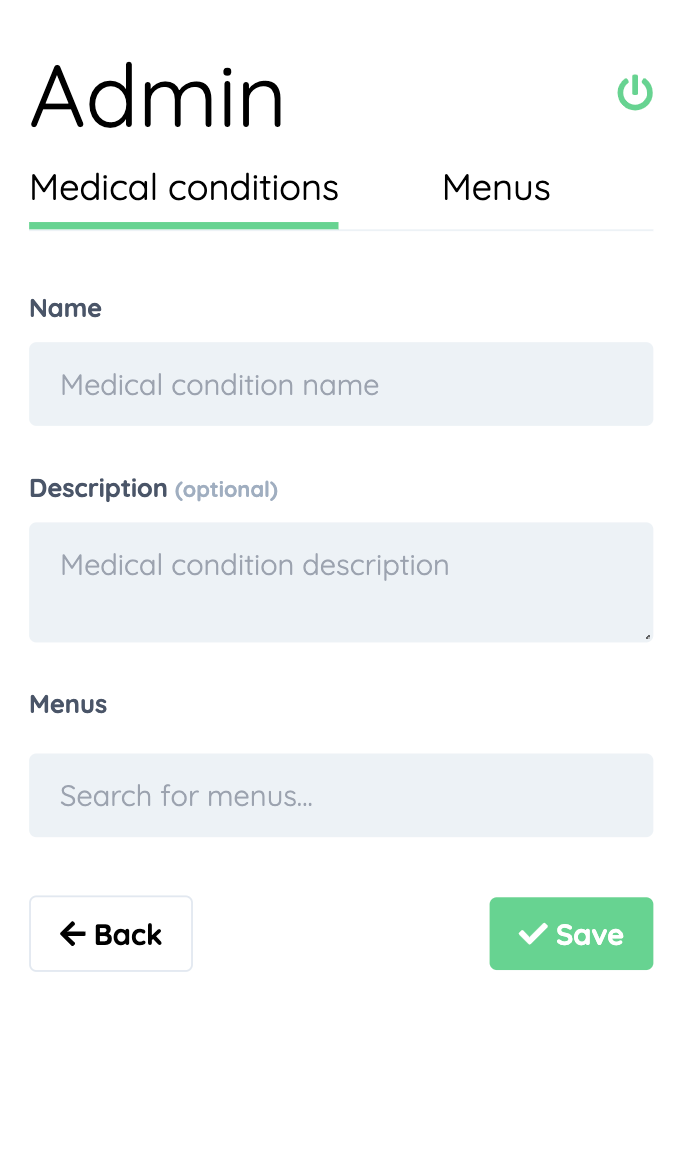 Admin
Medical conditions Menus
Name
Medical condition name
Description (optional)
Medical condition description
Menus
Search for menus...
Back Save